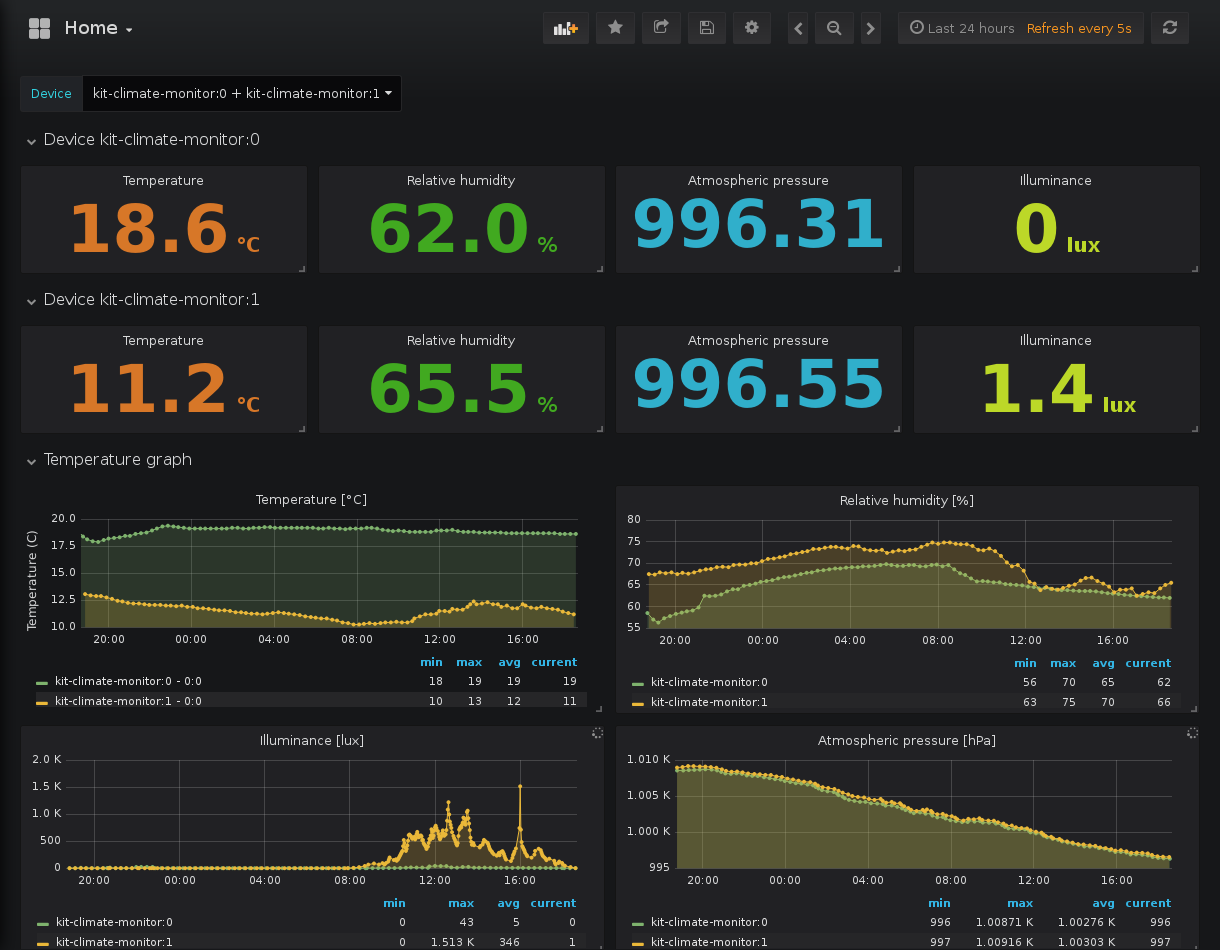 Home
Last 24 hours Refresh every 5s
Device kit-climate-monitor:0 + kit-climate-monitor:1
Device kit-climate-monitor:0
Temperature Relative humidity Atmospheric pressure Illuminance
18.6 °C 62.0 % 996.31 0 lux
Device kit-climate-monitor:1
Temperature Relative humidity Atmospheric pressure Illuminance
11.2 °C 65.5 % 996.55 1.4 lux
Temperature graph
Temperature [°C]
Temperature (C)
20.0
17.5
15.0
12.5
10.0
20:00 00:00 04:00 08:00 12:00 16:00
min max avg current
kit-climate-monitor:0 - 0:0 18 19 19 19
kit-climate-monitor:1 - 0:0 10 13 12 11
Relative humidity [%]
80
75
70
65
60
55
20:00 00:00 04:00 08:00 12:00 16:00
min max avg current
kit-climate-monitor:0 56 70 65 62
kit-climate-monitor:1 63 75 70 66
Illuminance [lux]
2.0 K
1.5 K
1.0 K
500
0
20:00 00:00 04:00 08:00 12:00 16:00
min max avg current
kit-climate-monitor:0 0 43 5 0
kit-climate-monitor:1 0 1.513 K 346 1
Atmospheric pressure [hPa]
1.010 K
1.005 K
1.000 K
995
20:00 00:00 04:00 08:00 12:00 16:00
min max avg current
kit-climate-monitor:0 996 1.00871 K 1.00276 K 996
kit-climate-monitor:1 997 1.00916 K 1.00303 K 997